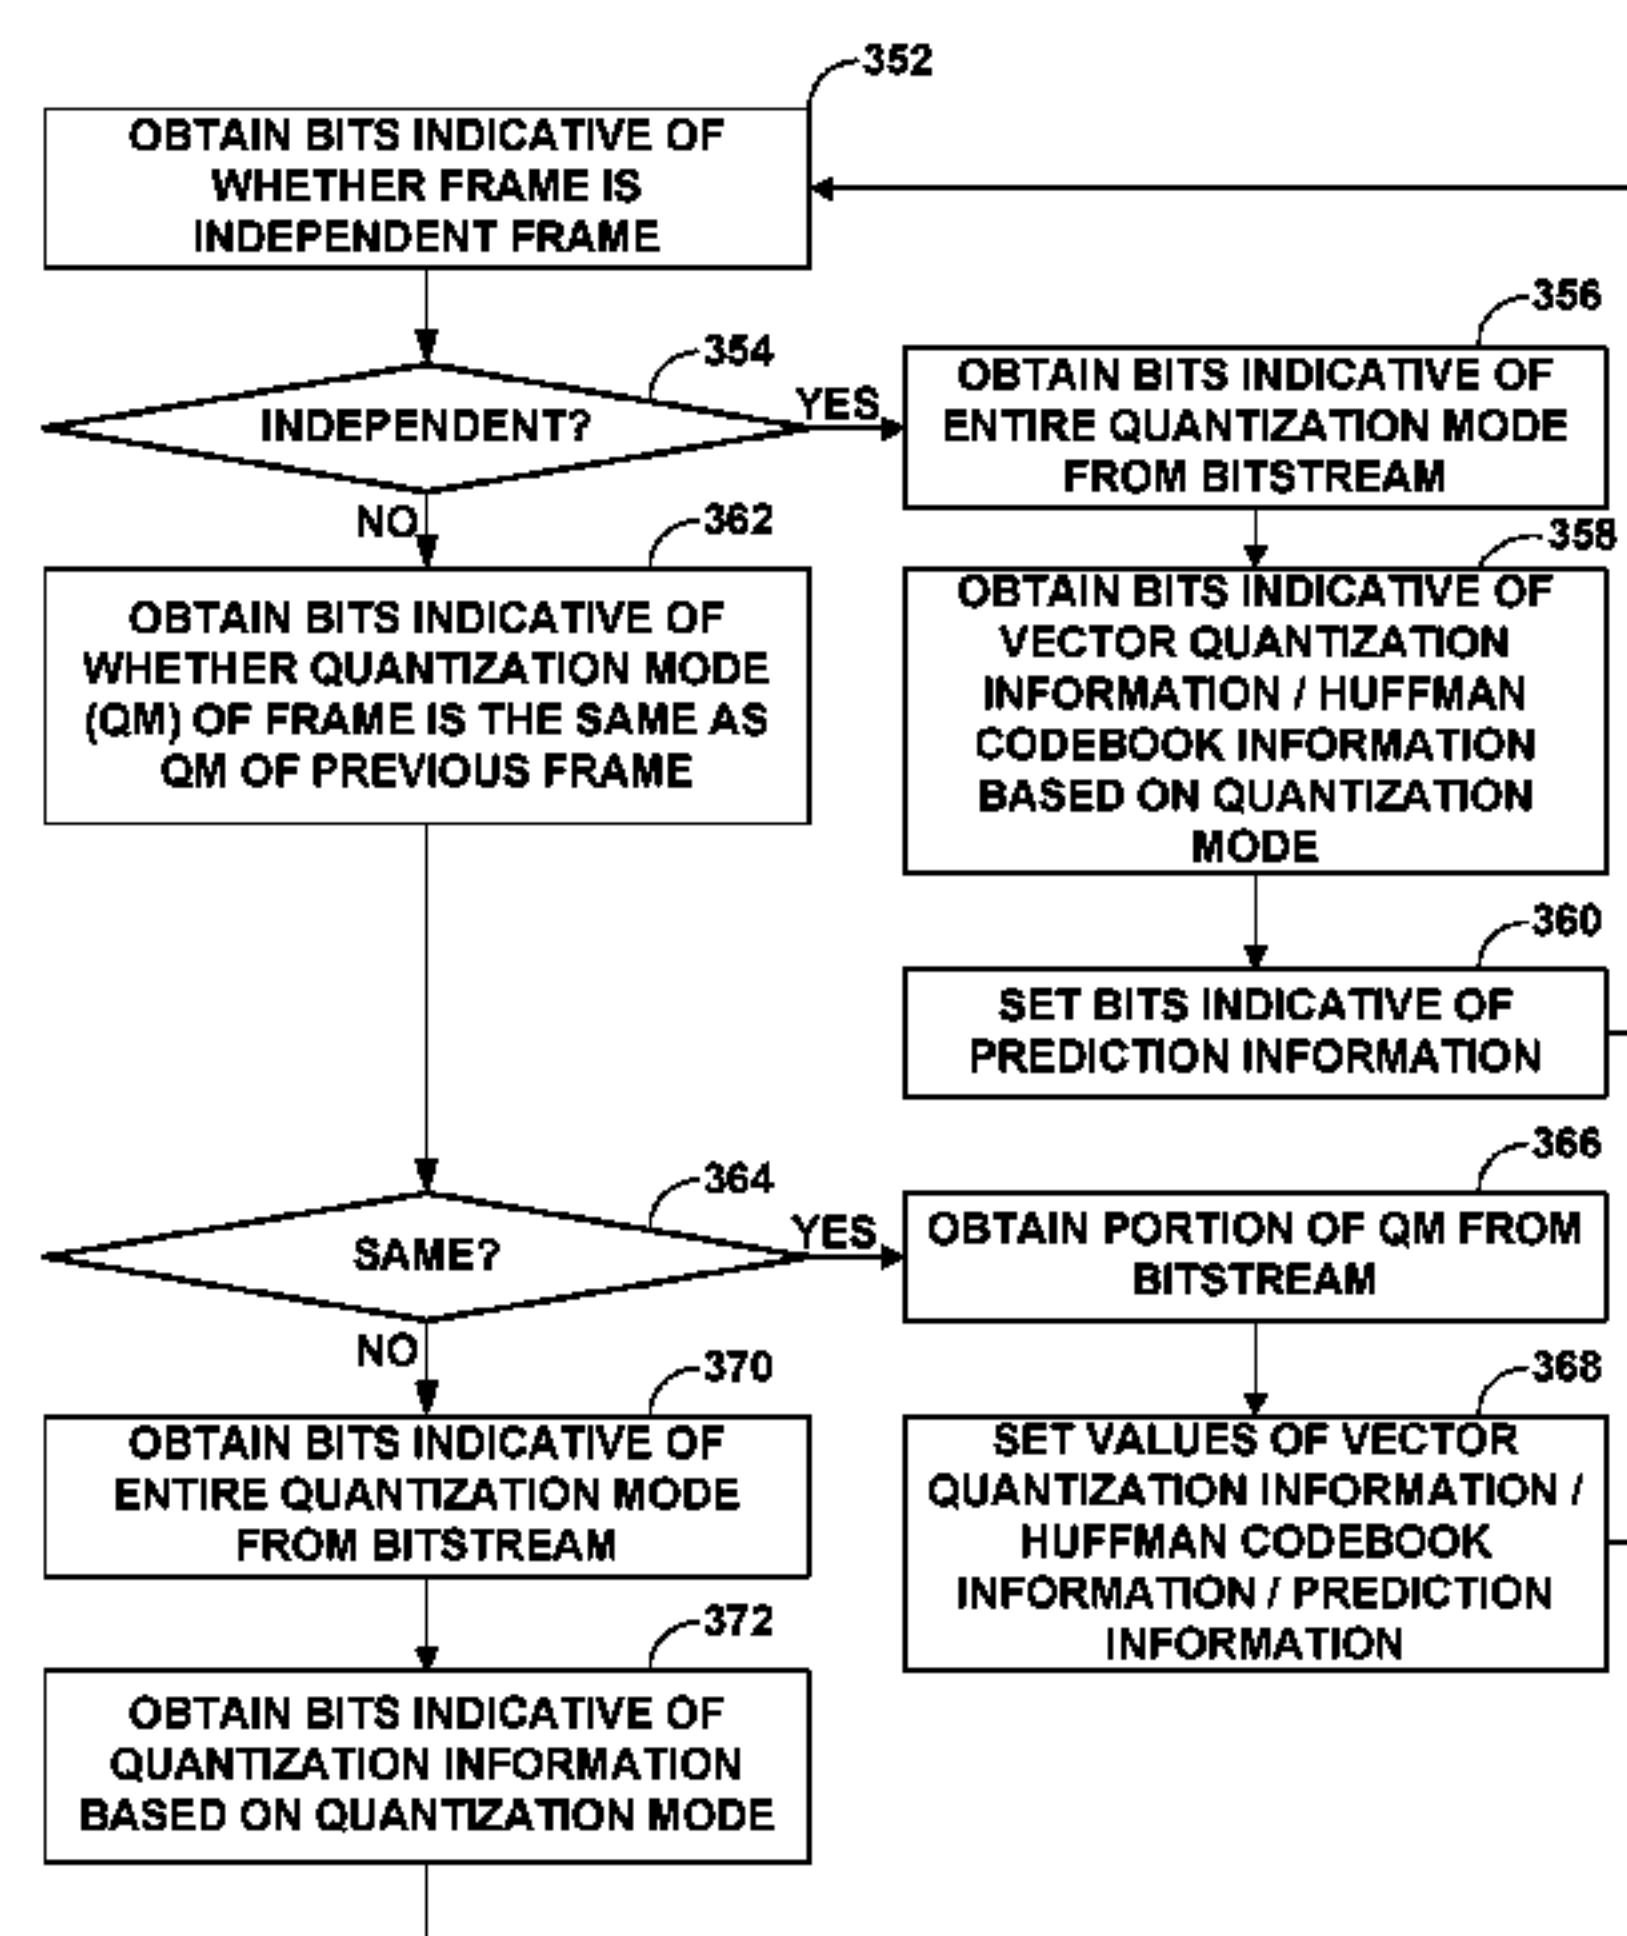 352
OBTAIN BITS INDICATIVE OF
WHETHER FRAME IS
INDEPENDENT FRAME
354
INDEPENDENT?
YES
NO
356
OBTAIN BITS INDICATIVE OF
ENTIRE QUANTIZATION MODE
FROM BITSTREAM
358
OBTAIN BITS INDICATIVE OF
VECTOR QUANTIZATION
INFORMATION / HUFFMAN
CODEBOOK INFORMATION
BASED ON QUANTIZATION
MODE
360
SET BITS INDICATIVE OF
PREDICTION INFORMATION
362
OBTAIN BITS INDICATIVE OF
WHETHER QUANTIZATION MODE
(QM) OF FRAME IS THE SAME AS
QM OF PREVIOUS FRAME
364
SAME?
YES
NO
366
OBTAIN PORTION OF QM FROM
BITSTREAM
368
SET VALUES OF VECTOR
QUANTIZATION INFORMATION /
HUFFMAN CODEBOOK
INFORMATION / PREDICTION
INFORMATION
370
OBTAIN BITS INDICATIVE OF
ENTIRE QUANTIZATION MODE
FROM BITSTREAM
372
OBTAIN BITS INDICATIVE OF
QUANTIZATION INFORMATION
BASED ON QUANTIZATION MODE